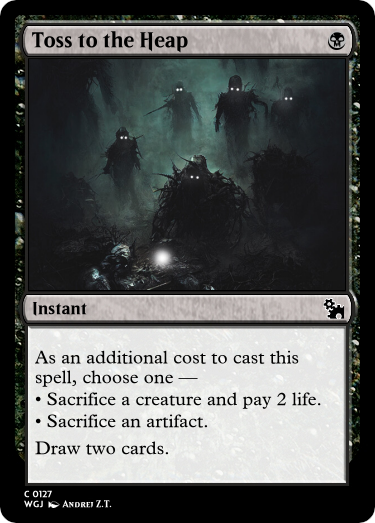 Toss to the Heap
Instant
As an additional cost to cast this
spell, choose one —
• Sacrifice a creature and pay 2 life.
• Sacrifice an artifact.
Draw two cards.
C 0127
WGJ Andrej Z.T.